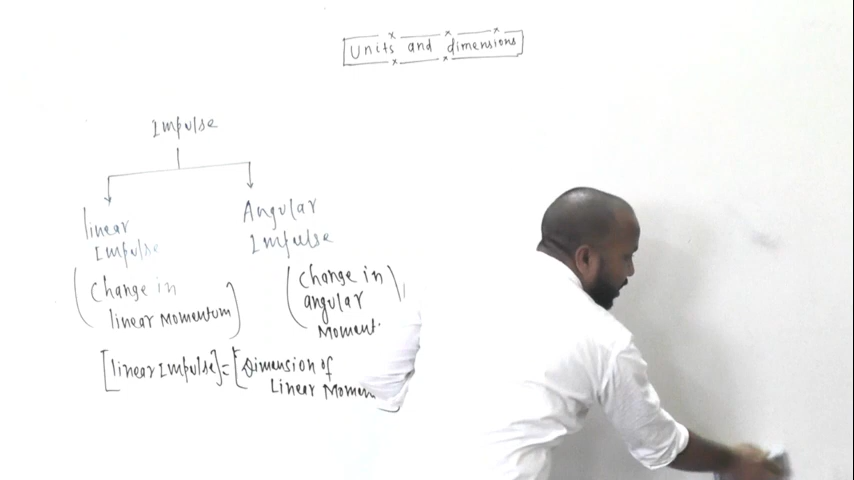 Units and dimensions
Impulse
linear
Impulse
Angular
Impulse
(Change in
linear Momentum)
(Change in
angular
Moment
[linear Impulse] = [Dimension of
Linear Momen